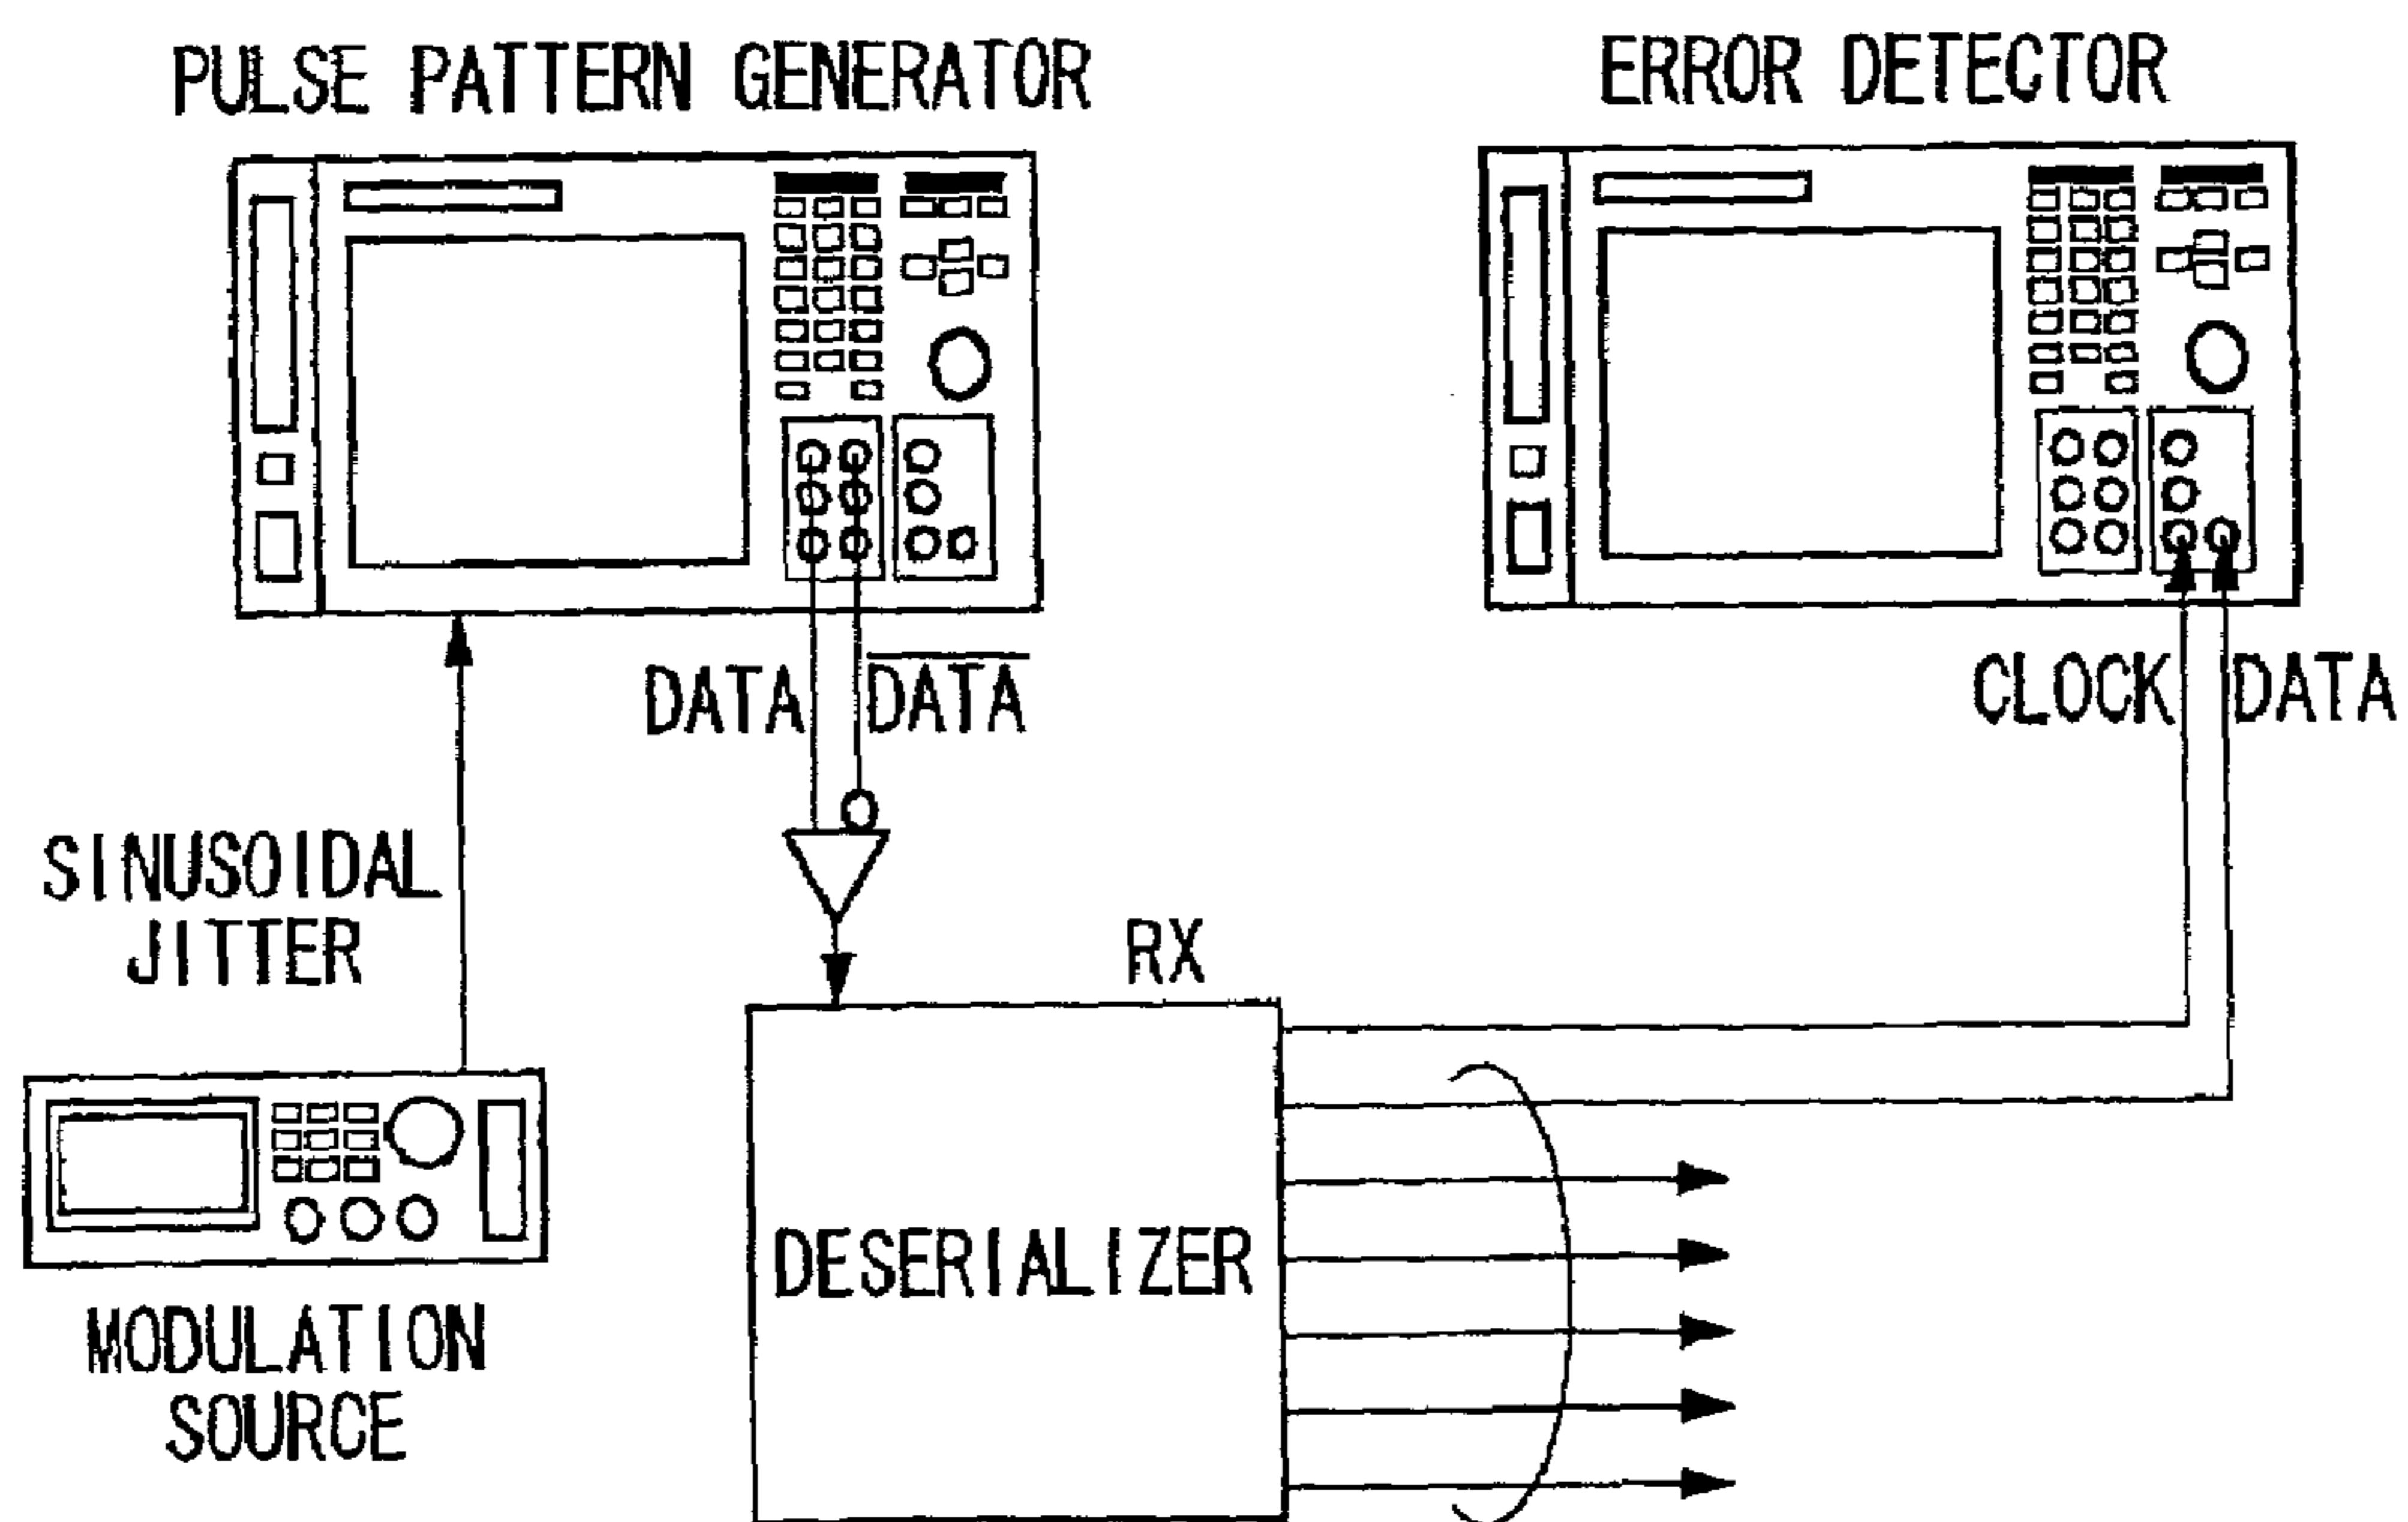 PULSE PATTERN GENERATOR
ERROR DETECTOR
DATA
DATA
CLOCK
DATA
SINUSOIDAL
JITTER
RX
DESERIALIZER
MODULATION
SOURCE